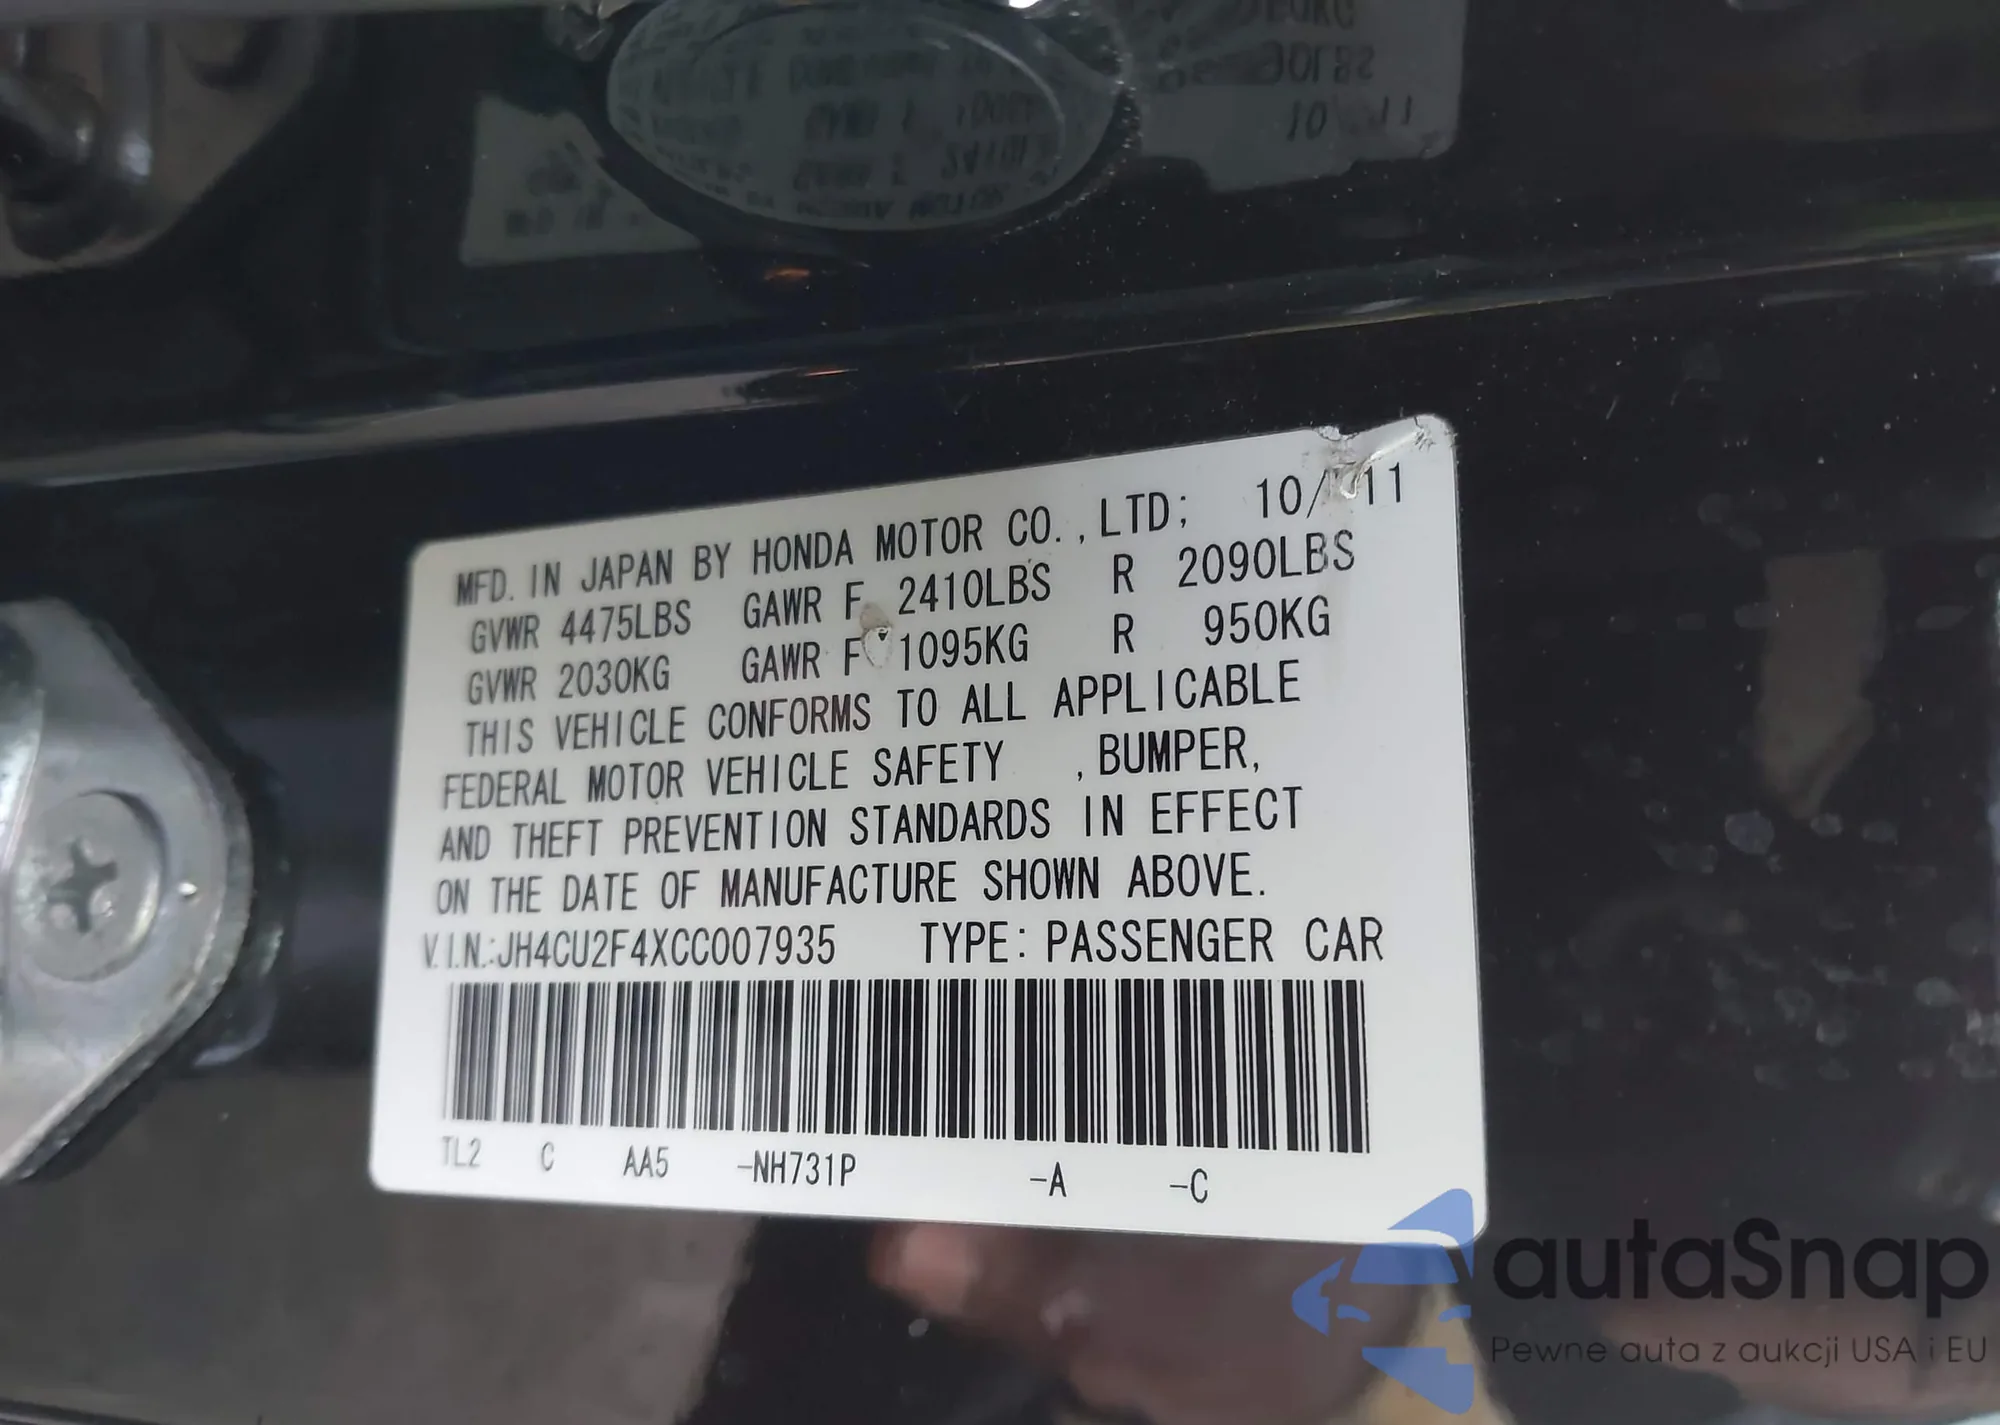 MFD. IN JAPAN BY HONDA MOTOR CO., LTD; 10/ 11
GVWR 4475LBS GAWR F 2410LBS R 2090LBS
GVWR 2030KG GAWR F 1095KG R 950KG
THIS VEHICLE CONFORMS TO ALL APPLICABLE
FEDERAL MOTOR VEHICLE SAFETY , BUMPER,
AND THEFT PREVENTION STANDARDS IN EFFECT
ON THE DATE OF MANUFACTURE SHOWN ABOVE.
V.I.N.:JH4CU2F4XCC007935 TYPE: PASSENGER CAR
TL2 C AA5 -NH731P -A -C
autaSnap
Pewne auta z aukcji USA i EU